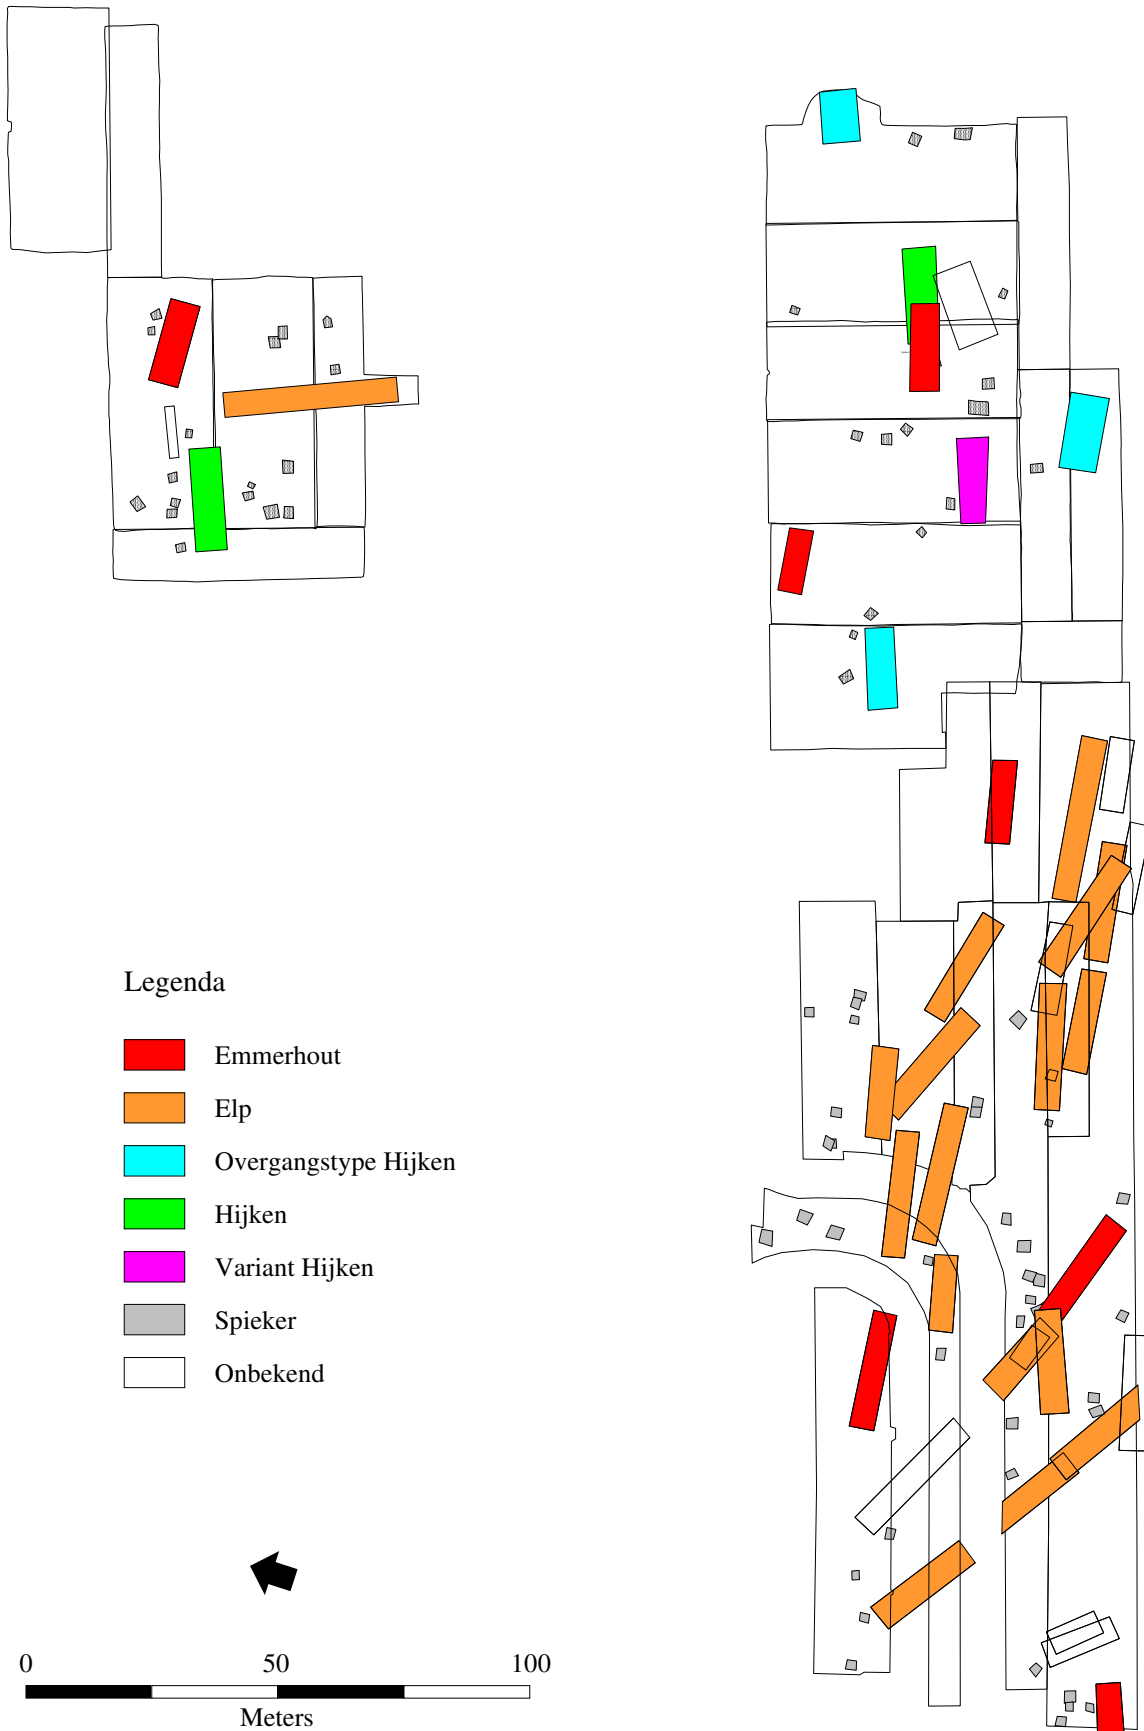 Legenda
Emmerhout
Elp
Overgangstype Hijken
Hijken
Variant Hijken
Spieker
Onbekend
0 50 100
Meters